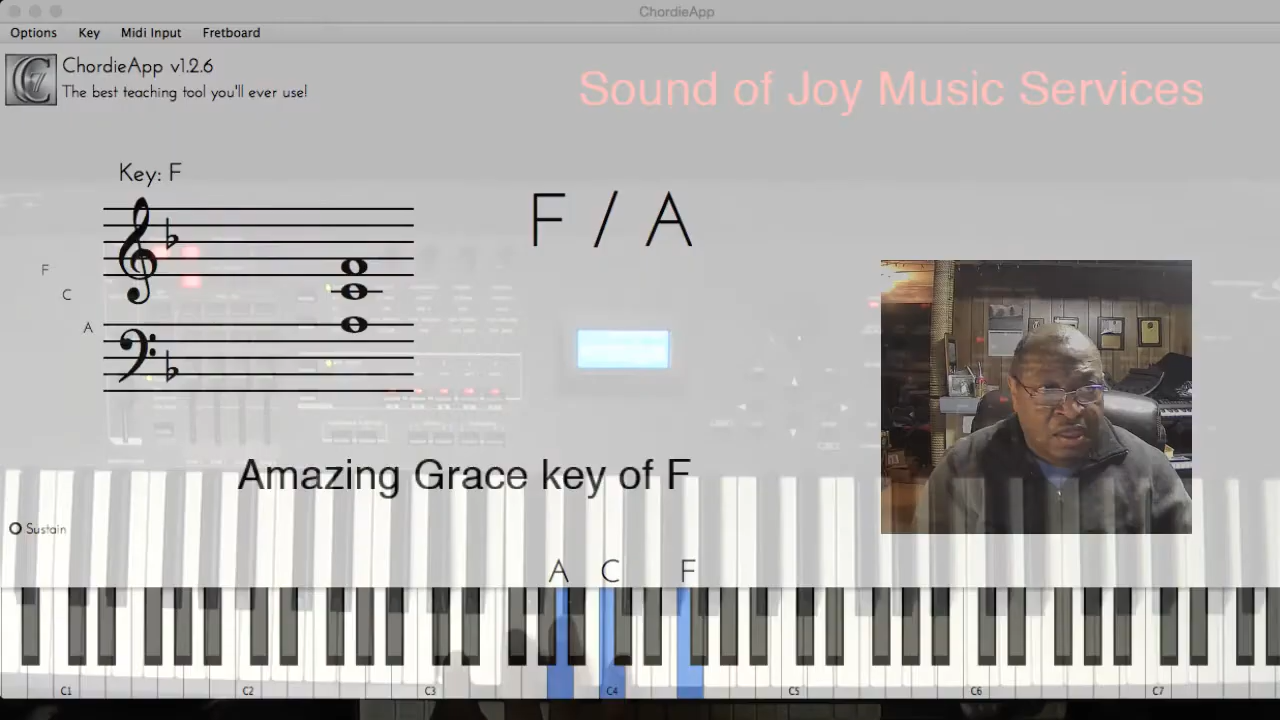 ChordieApp
Options Key Midi Input Fretboard
ChordieApp v1.2.6
The best teaching tool you'll ever use!
Sound of Joy Music Services
Key: F
F / A
F
C
A
Amazing Grace key of F
Sustain
A C F
C1 C2 C3 C4 C5 C6 C7